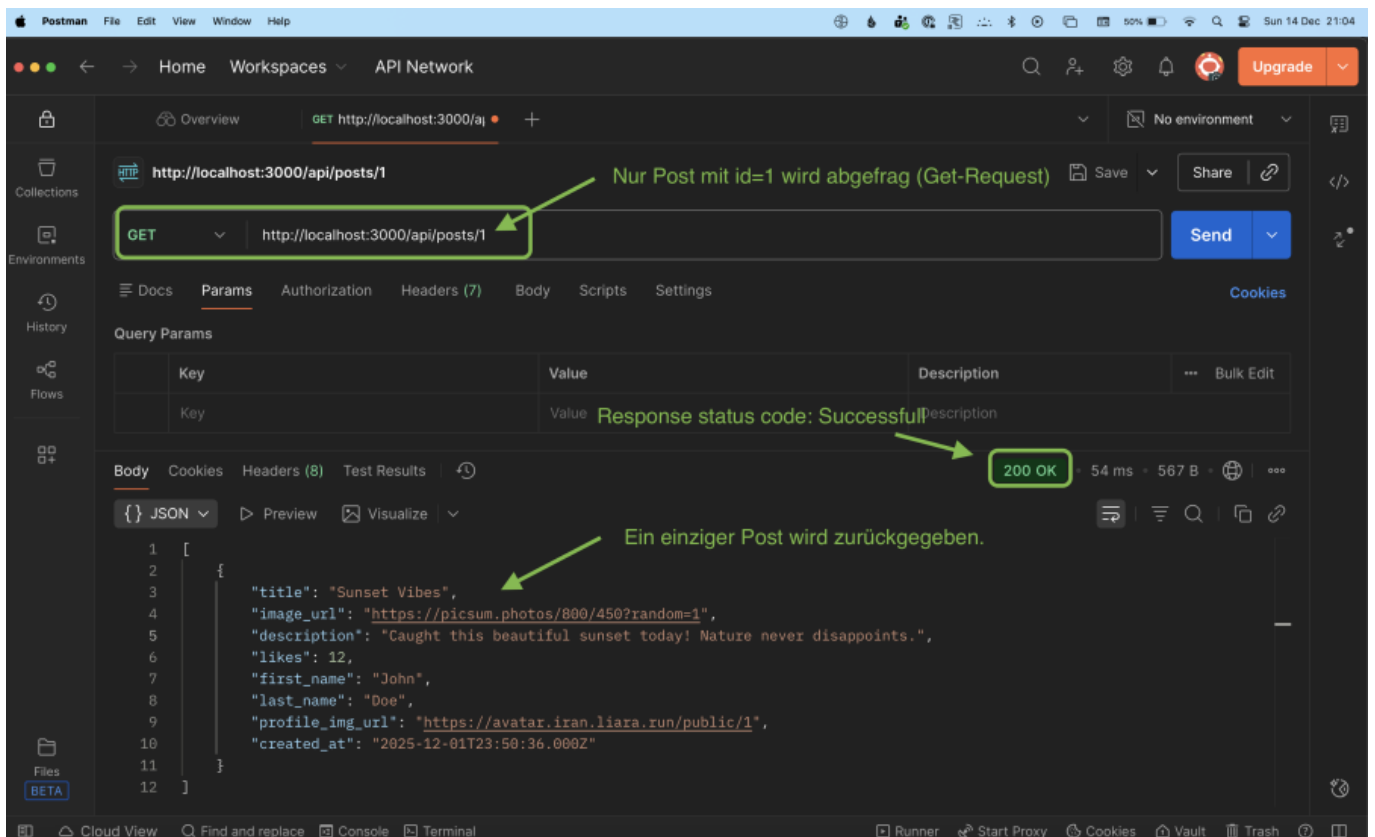 Postman File Edit View Window Help 50% Sun 14 Dec 21:04
Home Workspaces API Network Upgrade
Overview GET http://localhost:3000/a No environment
http://localhost:3000/api/posts/1 Nur Post mit id=1 wird abgefrag (Get-Request) Save Share
Collections
GET http://localhost:3000/api/posts/1 Send
Environments
Docs Params Authorization Headers (7) Body Scripts Settings Cookies
History
Query Params
Key Value Description Bulk Edit
Flows
Key Value Description
Response status code: Successfull
Body Cookies Headers (8) Test Results 200 OK 54 ms 567 B
{} JSON Preview Visualize
Ein einziger Post wird zurückgegeben.
1 [
2 {
3 "title": "Sunset Vibes",
4 "image_url": "https://picsum.photos/800/450?random=1",
5 "description": "Caught this beautiful sunset today! Nature never disappoints.",
6 "likes": 12,
7 "first_name": "John",
8 "last_name": "Doe",
9 "profile_img_url": "https://avatar.iran.liara.run/public/1",
10 "created_at": "2025-12-01T23:50:36.000Z"
11 }
12 ]
Files
BETA
Cloud View Find and replace Console Terminal Runner Start Proxy Cookies Vault Trash